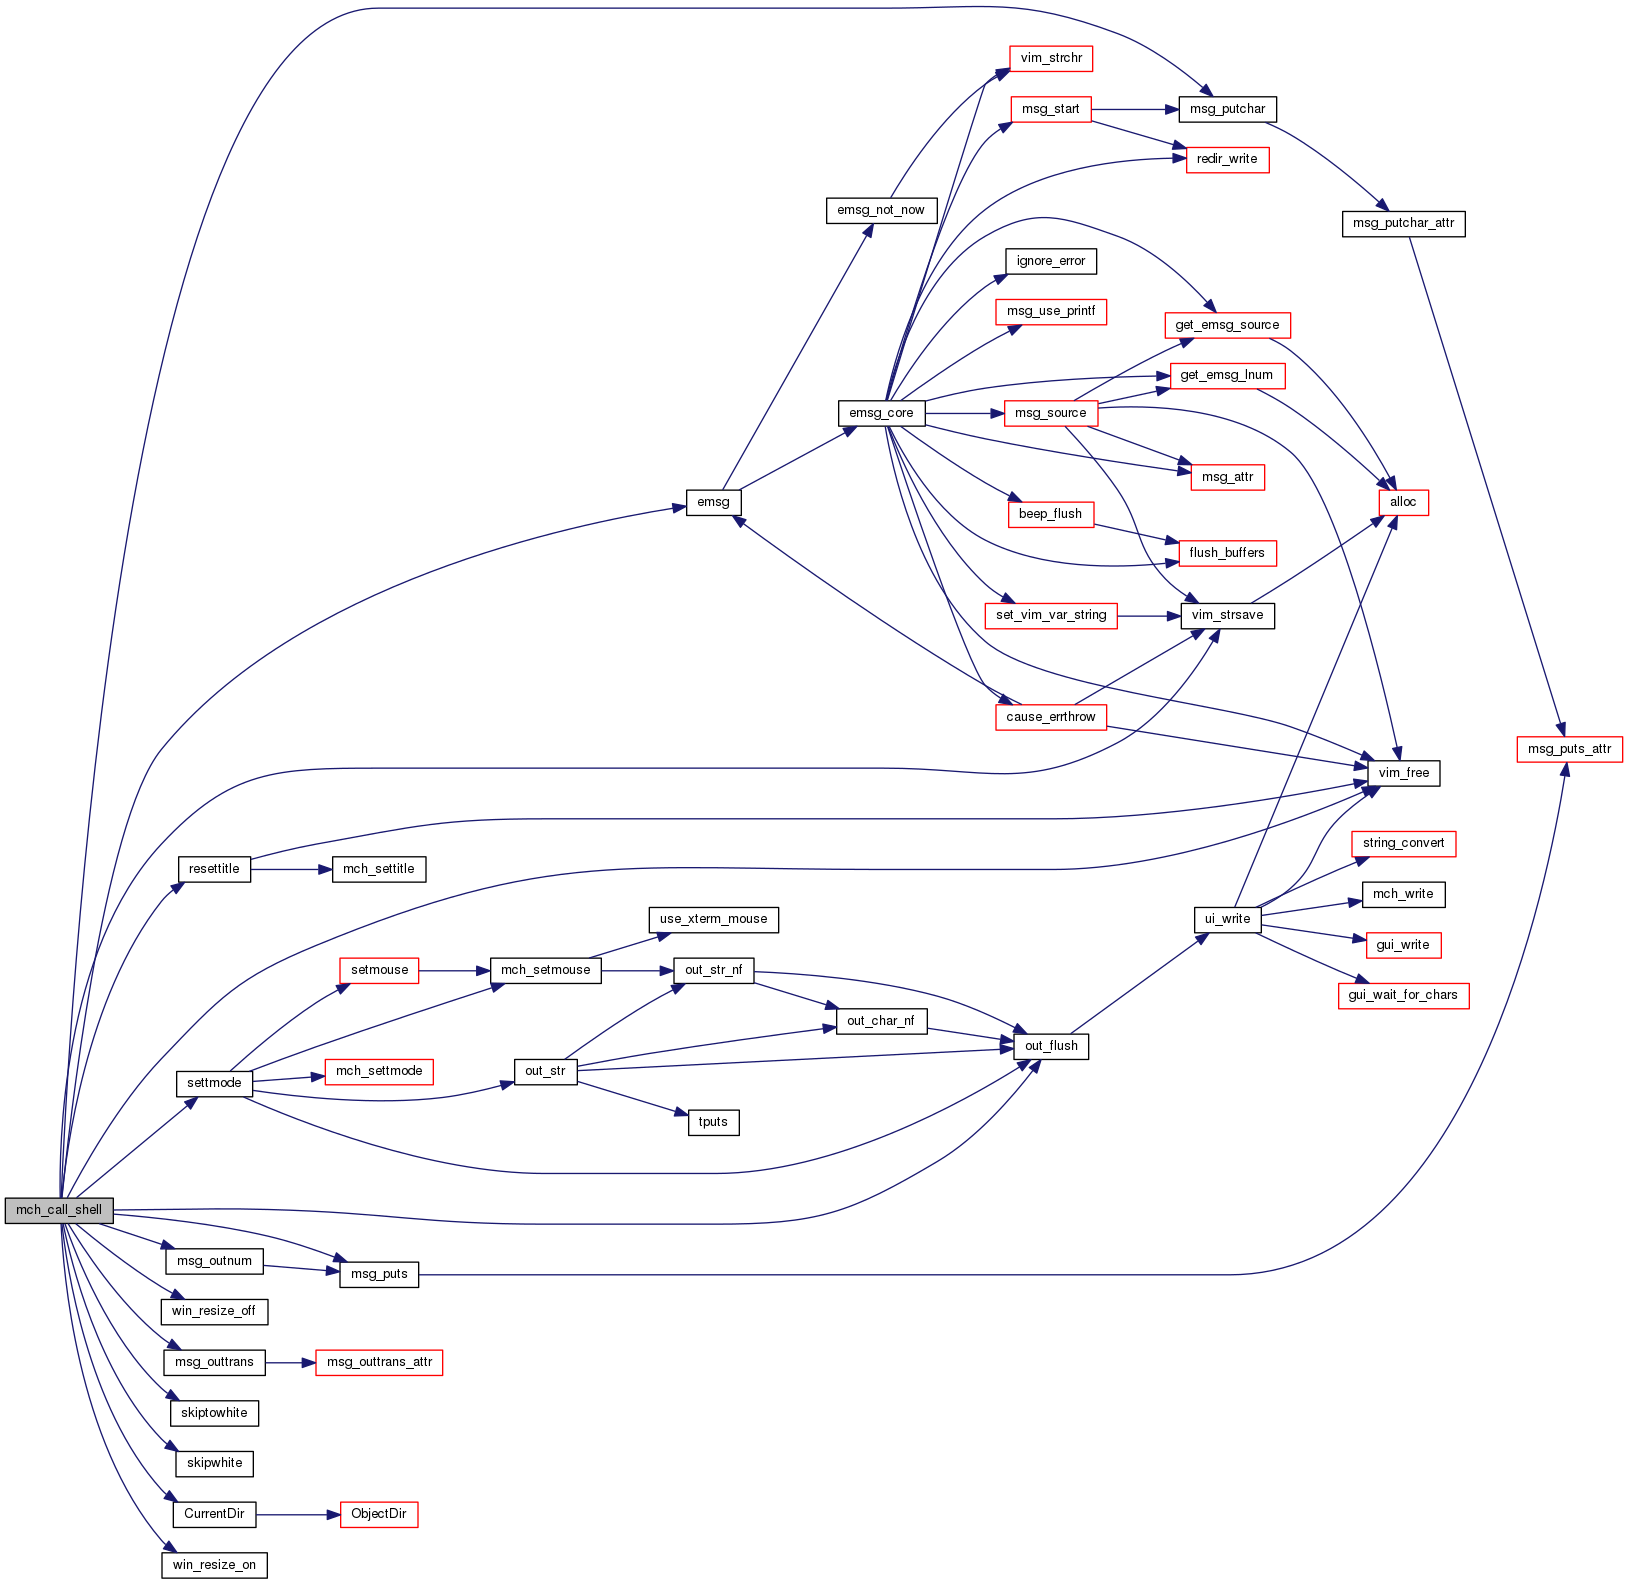 vim_strchr
msg_start
msg_putchar
redir_write
emsg_not_now
msg_putchar_attr
ignore_error
msg_use_printf
get_emsg_source
get_emsg_lnum
emsg_core
msg_source
msg_attr
emsg
alloc
beep_flush
flush_buffers
set_vim_var_string
vim_strsave
cause_errthrow
msg_puts_attr
vim_free
string_convert
resettitle
mch_settitle
mch_write
use_xterm_mouse
ui_write
gui_write
setmouse
mch_setmouse
out_str_nf
gui_wait_for_chars
out_char_nf
out_flush
settmode
mch_settmode
out_str
tputs
mch_call_shell
msg_outnum
msg_puts
win_resize_off
msg_outtrans
msg_outtrans_attr
skiptowhite
skipwhite
CurrentDir
ObjectDir
win_resize_on